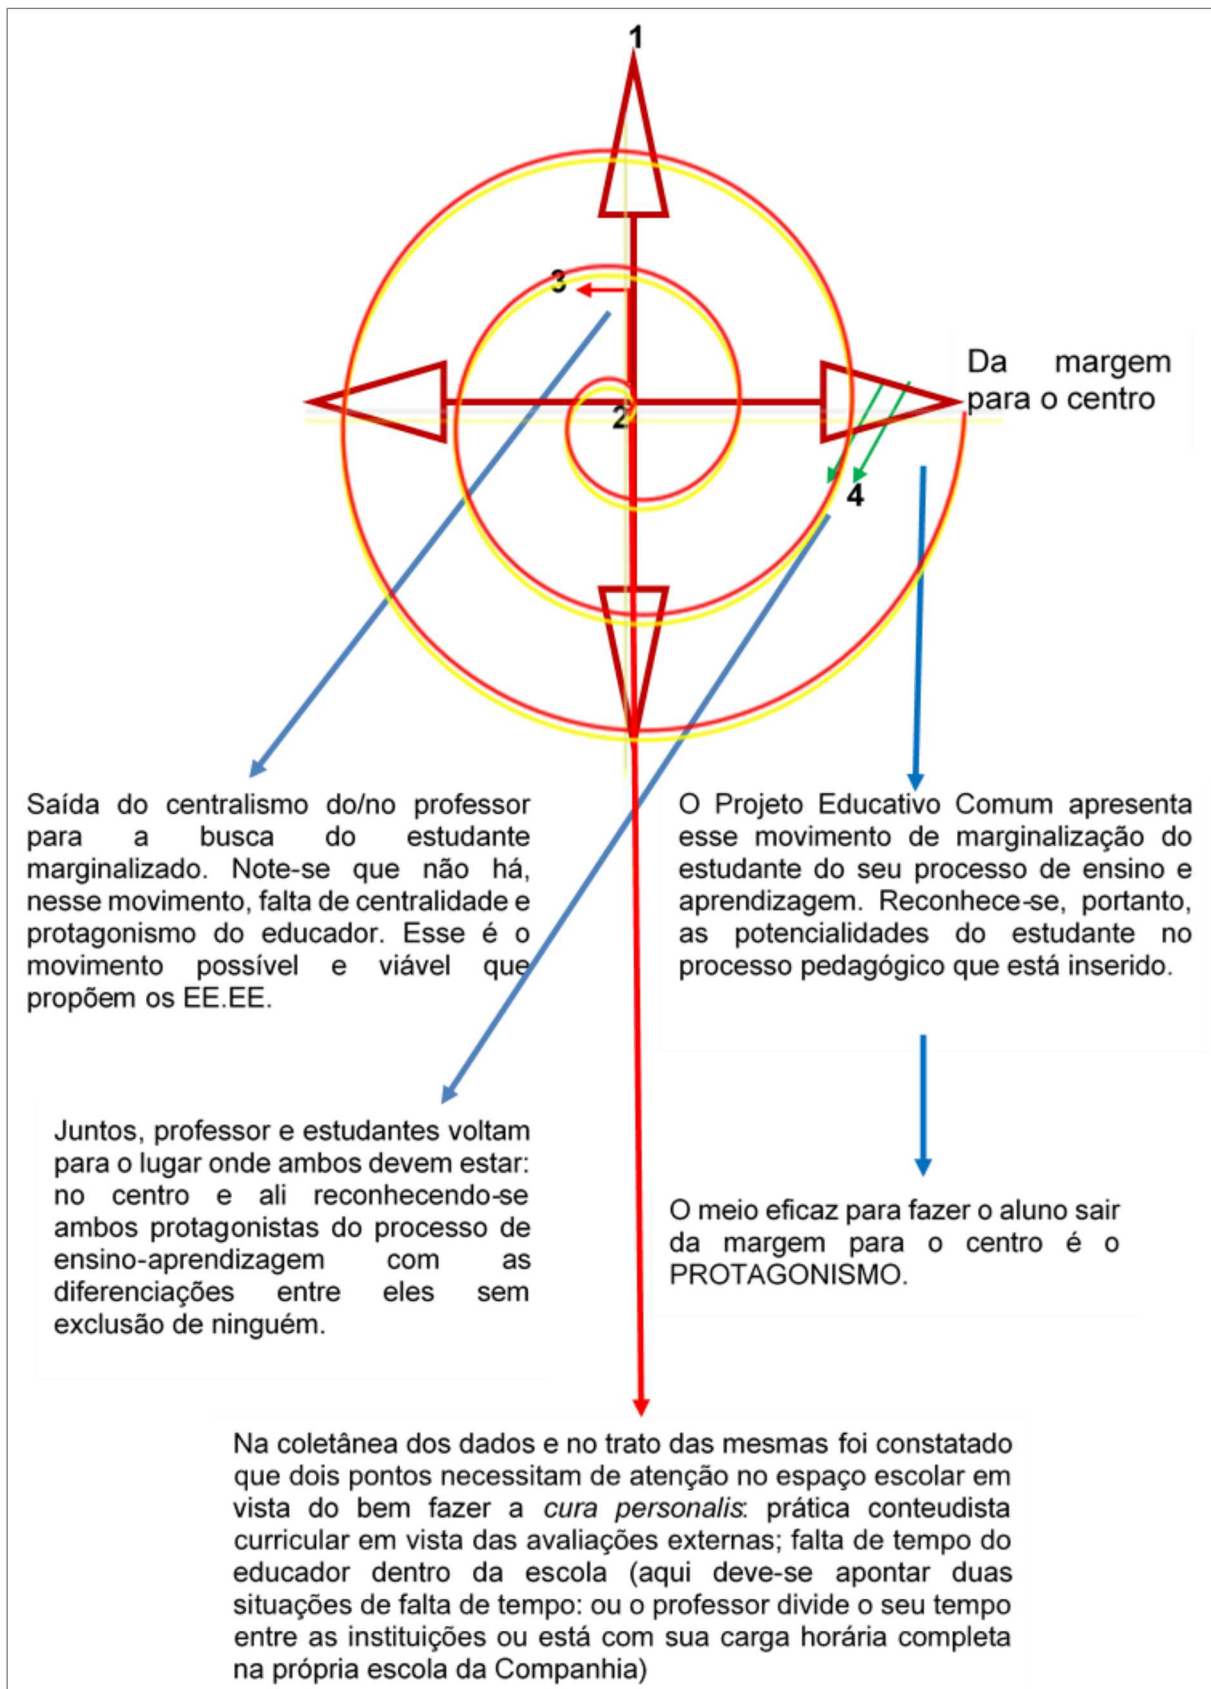 1
3
Da margem
para o centro
2
4
Saída do centralismo do/no professor
para a busca do estudante
marginalizado. Note-se que não há,
nesse movimento, falta de centralidade e
protagonismo do educador. Esse é o
movimento possível e viável que
propõem os EE.EE.
O Projeto Educativo Comum apresenta
esse movimento de marginalização do
estudante do seu processo de ensino e
aprendizagem. Reconhece-se, portanto,
as potencialidades do estudante no
processo pedagógico que está inserido.
Juntos, professor e estudantes voltam
para o lugar onde ambos devem estar:
no centro e ali reconhecendo-se
ambos protagonistas do processo de
ensino-aprendizagem com as
diferenciações entre eles sem
exclusão de ninguém.
O meio eficaz para fazer o aluno sair
da margem para o centro é o
PROTAGONISMO.
Na coletânea dos dados e no trato das mesmas foi constatado
que dois pontos necessitam de atenção no espaço escolar em
vista do bem fazer a cura personalis: prática conteudista
curricular em vista das avaliações externas; falta de tempo do
educador dentro da escola (aqui deve-se apontar duas
situações de falta de tempo: ou o professor divide o seu tempo
entre as instituições ou está com sua carga horária completa
na própria escola da Companhia)